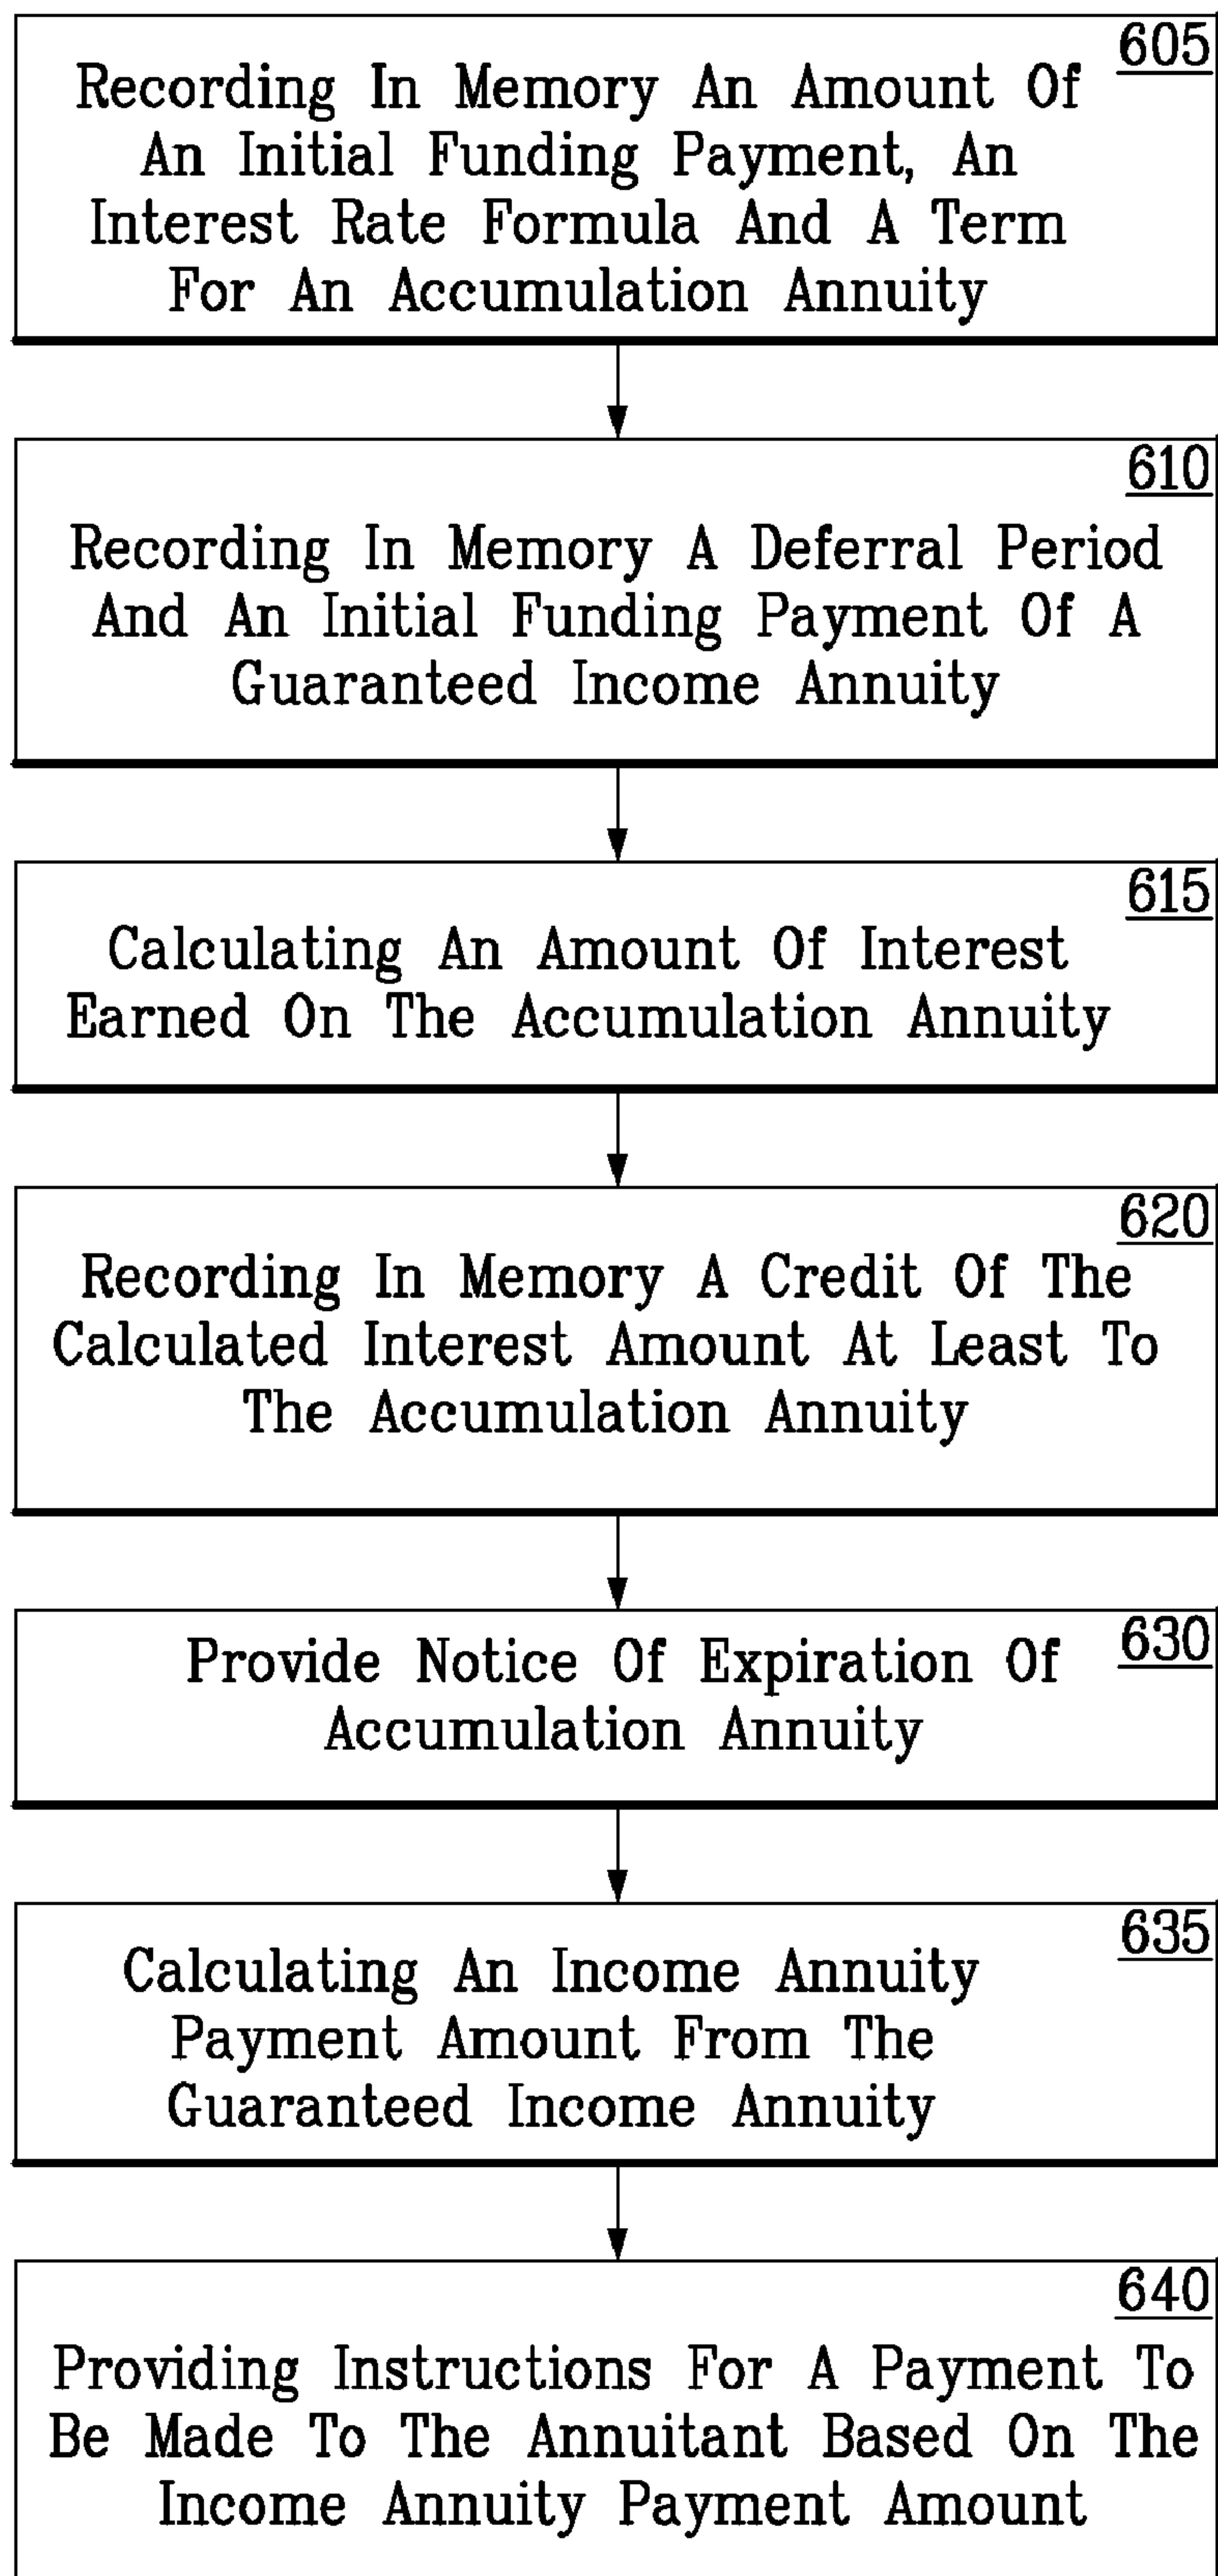 605
Recording In Memory An Amount Of
An Initial Funding Payment, An
Interest Rate Formula And A Term
For An Accumulation Annuity
610
Recording In Memory A Deferral Period
And An Initial Funding Payment Of A
Guaranteed Income Annuity
615
Calculating An Amount Of Interest
Earned On The Accumulation Annuity
620
Recording In Memory A Credit Of The
Calculated Interest Amount At Least To
The Accumulation Annuity
630
Provide Notice Of Expiration Of
Accumulation Annuity
635
Calculating An Income Annuity
Payment Amount From The
Guaranteed Income Annuity
640
Providing Instructions For A Payment To
Be Made To The Annuitant Based On The
Income Annuity Payment Amount